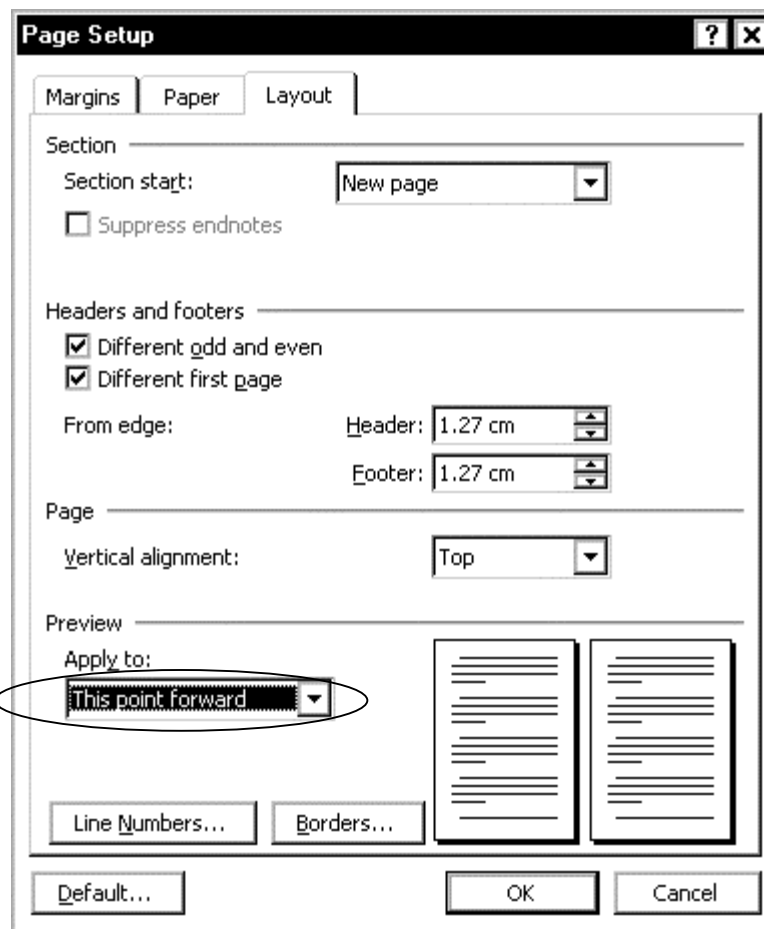 Page Setup ? X
Margins Paper Layout
Section
Section start: New page
Suppress endnotes
Headers and footers
Different odd and even
Different first page
From edge: Header: 1.27 cm
Footer: 1.27 cm
Page
Vertical alignment: Top
Preview
Apply to:
This point forward
Line Numbers... Borders...
Default... OK Cancel